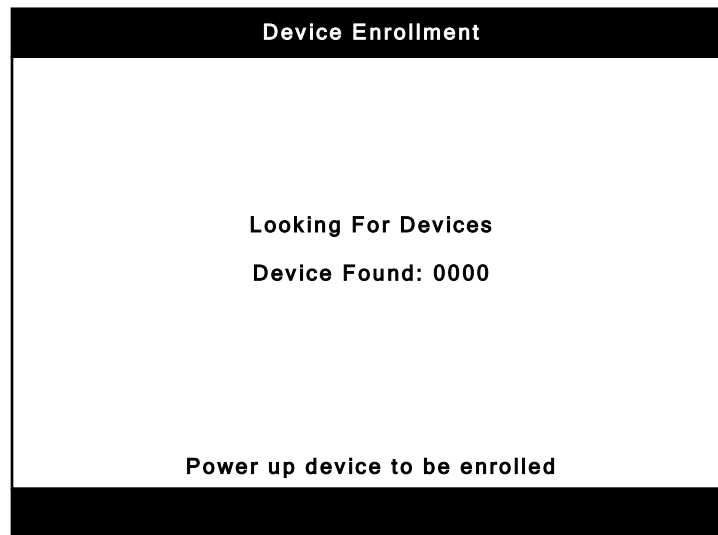 Device Enrollment
Looking For Devices
Device Found: 0000
Power up device to be enrolled